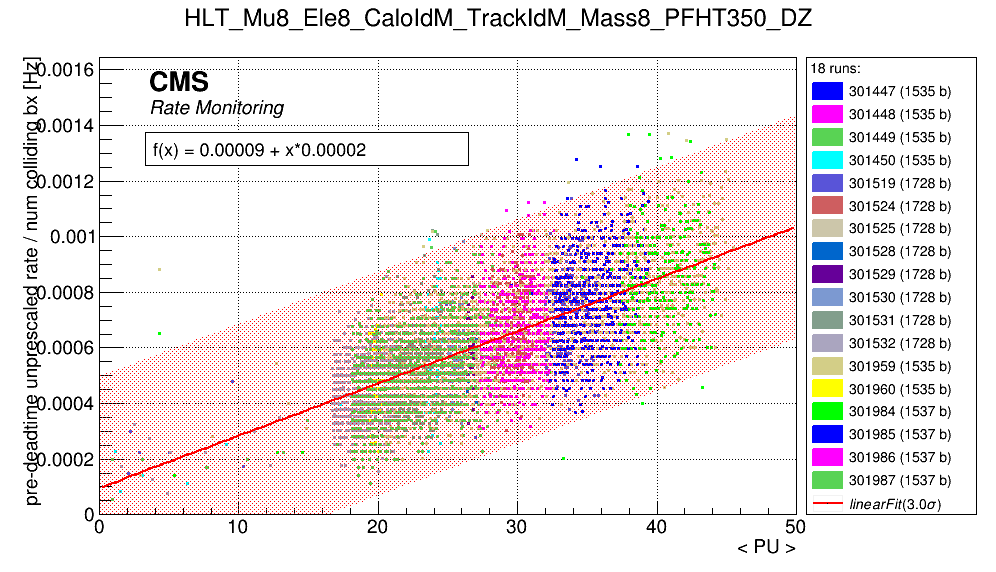 HLT_Mu8_Ele8_CaloIdM_TrackIdM_Mass8_PFHT350_DZ
pre-deadtime unprescaled rate / num colliding bx [Hz]
0.0016
0.0014
0.0012
0.001
0.0008
0.0006
0.0004
0.0002
0
CMS
Rate Monitoring
f(x) = 0.00009 + x*0.00002
0 10 20 30 40 50
< PU >
18 runs:
301447 (1535 b)
301448 (1535 b)
301449 (1535 b)
301450 (1535 b)
301519 (1728 b)
301524 (1728 b)
301525 (1728 b)
301528 (1728 b)
301529 (1728 b)
301530 (1728 b)
301531 (1728 b)
301532 (1728 b)
301959 (1535 b)
301960 (1535 b)
301984 (1537 b)
301985 (1537 b)
301986 (1537 b)
301987 (1537 b)
linearFit(3.0σ)